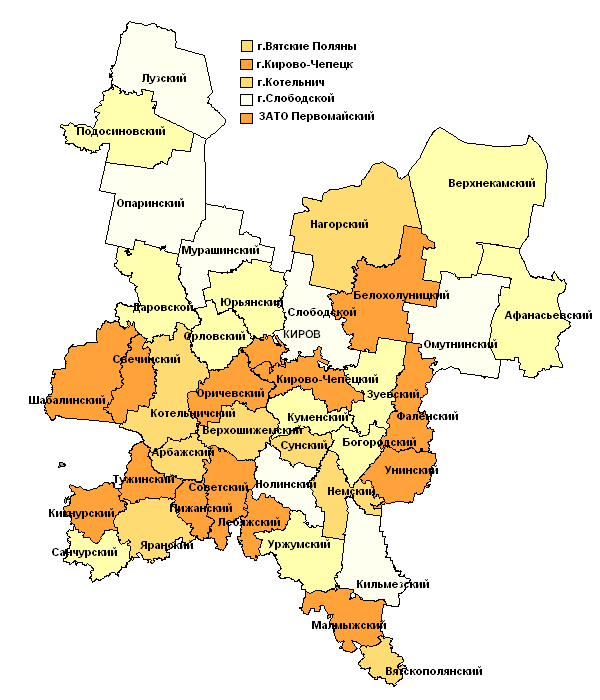 г.Вятские Поляны
г.Кирово-Чепецк
г.Котельнич
г.Слободской
ЗАТО Первомайский
Лузский
Подосиновский
Опаринский
Верхнекамский
Нагорский
Мурашинский
Белохолуницкий
Юрьянский
Даровской
Слободской
Афанасьевский
КИРОВ
Орловский
Омутнинский
Свечинский
Кирово-Чепецкий
Оричевский
Зуевский
Шабалинский
Котельничский
Куменский
Фаленский
Верхошижемский
Сунский
Богородский
Арбажский
Унинский
Тужинский
Советский
Нолинский
Немский
Кикнурский
Пижанский
Лебяжский
Яранский
Уржумский
Санчурский
Кильмезский
Малмыжский
Вятскополянский